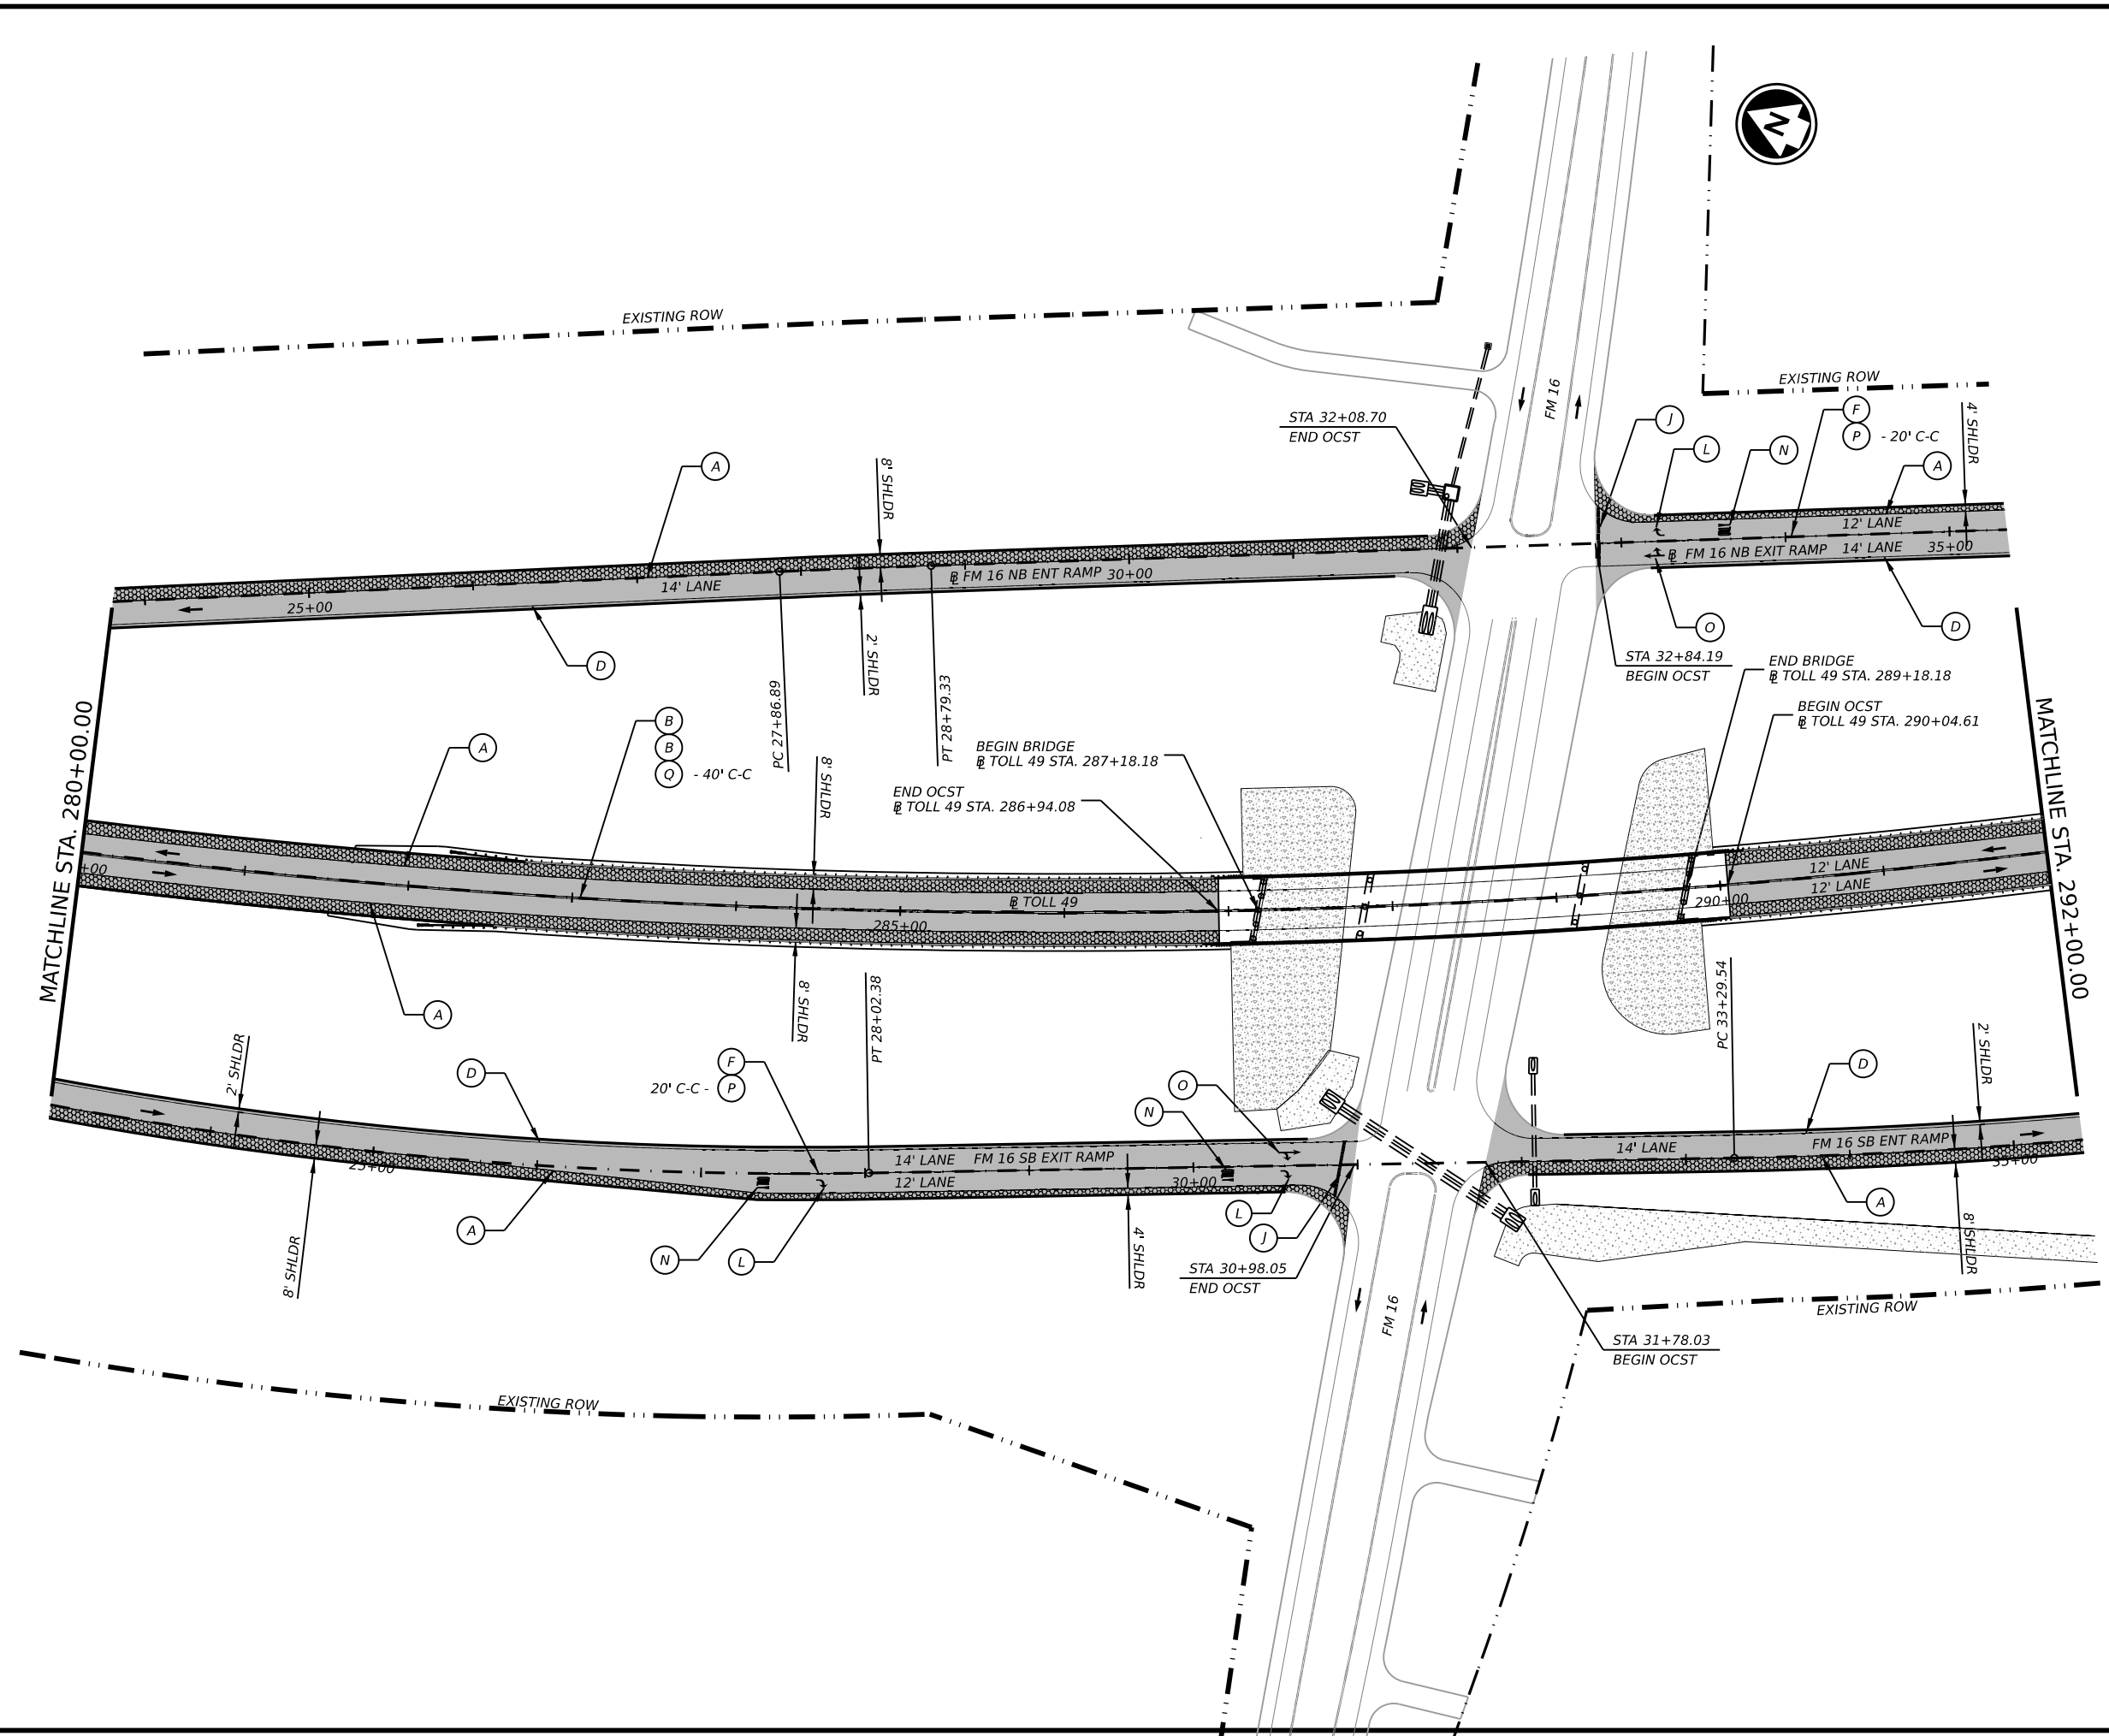 N
EXISTING ROW
EXISTING ROW
STA 32+08.70
END OCST
FM 16
J
L
N
F
P - 20' C-C
A
4' SHLDR
A
8' SHLDR
12' LANE
℄ FM 16 NB EXIT RAMP 14' LANE 35+00
14' LANE
℄ FM 16 NB ENT RAMP 30+00
25+00
2' SHLDR
D
O
D
STA 32+84.19
BEGIN OCST
END BRIDGE
℄ TOLL 49 STA. 289+18.18
PC 27+86.89
PT 28+79.33
BEGIN OCST
℄ TOLL 49 STA. 290+04.61
MATCHLINE STA. 280+00.00
MATCHLINE STA. 292+00.00
A
B
B
Q - 40' C-C
8' SHLDR
BEGIN BRIDGE
℄ TOLL 49 STA. 287+18.18
END OCST
℄ TOLL 49 STA. 286+94.08
+00
℄ TOLL 49
285+00
290+00
12' LANE
12' LANE
A
8' SHLDR
PT 28+02.38
PC 33+29.54
2' SHLDR
D
F
20' C-C - P
O
N
D
2' SHLDR
25+00
14' LANE FM 16 SB EXIT RAMP
12' LANE
30+00
14' LANE
FM 16 SB ENT RAMP
35+00
A
8' SHLDR
N
L
4' SHLDR
L
J
A
8' SHLDR
STA 30+98.05
END OCST
FM 16
EXISTING ROW
STA 31+78.03
BEGIN OCST
EXISTING ROW